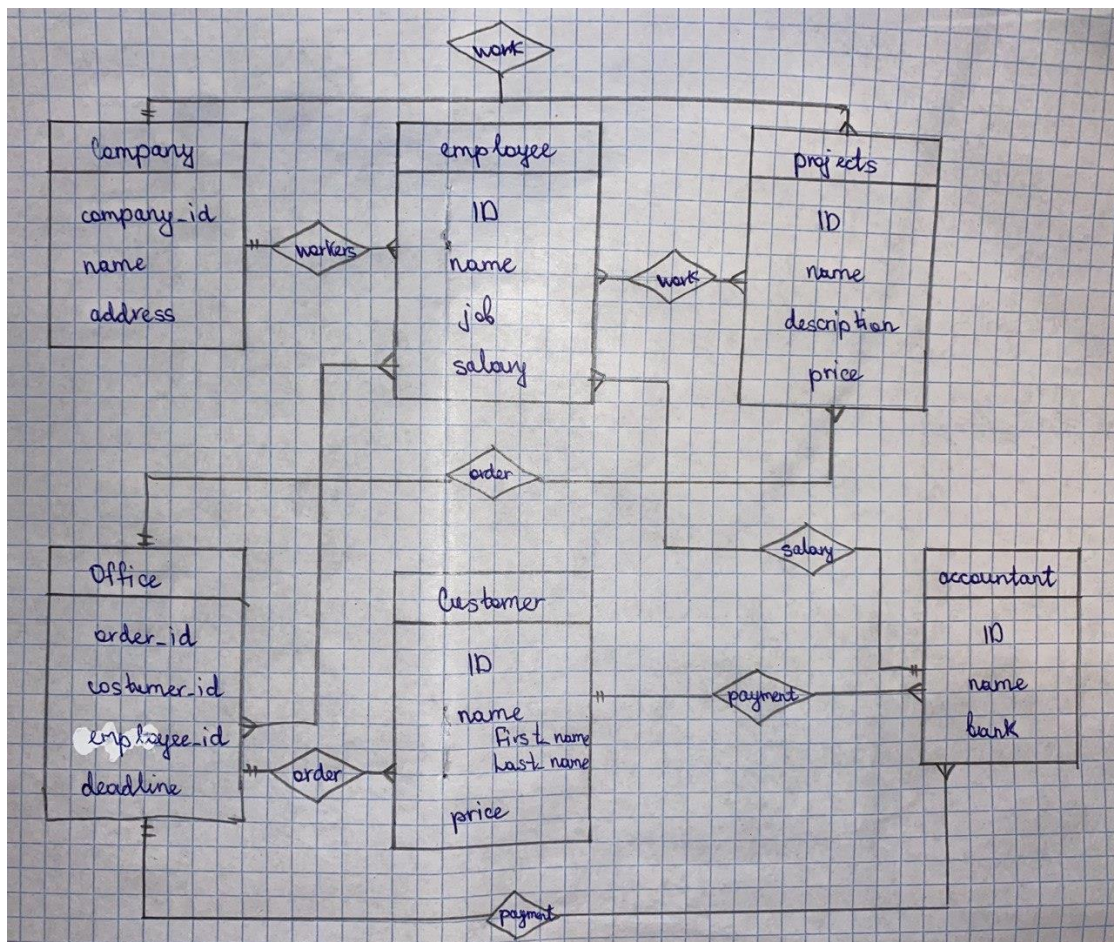 work
Company
company_id
name
address
workers
employee
ID
name
job
salary
work
projects
ID
name
description
price
order
Office
order_id
costumer_id
employee_id
deadline
order
Customer
ID
name
First name
Last name
price
salary
payment
accountant
ID
name
bank
payment